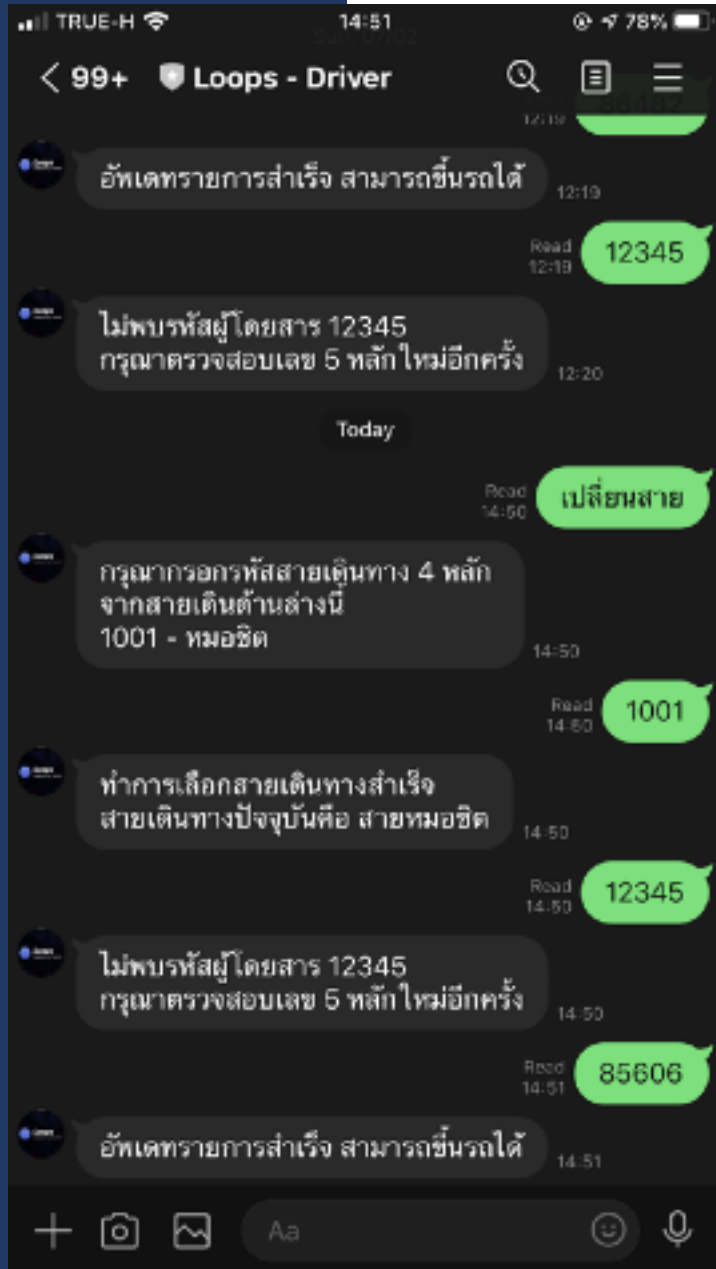 TRUE-H 14:51 78%
99+ Loops - Driver
86482
12:19
อัพเดทรายการสำเร็จ สามารถขึ้นรถได้
12:19
Read
12:19
12345
ไม่พบรหัสผู้โดยสาร 12345
กรุณาตรวจสอบเลข 5 หลักใหม่อีกครั้ง
12:20
Today
Read
14:50
เปลี่ยนสาย
กรุณากรอกรหัสสายเดินทาง 4 หลัก
จากสายเดินด้านล่างนี้
1001 - หมอชิต
14:50
Read
14:50
1001
ทำการเลือกสายเดินทางสำเร็จ
สายเดินทางปัจจุบันคือ สายหมอชิต
14:50
Read
14:50
12345
ไม่พบรหัสผู้โดยสาร 12345
กรุณาตรวจสอบเลข 5 หลักใหม่อีกครั้ง
14:50
Read
14:51
85606
อัพเดทรายการสำเร็จ สามารถขึ้นรถได้
14:51
Aa